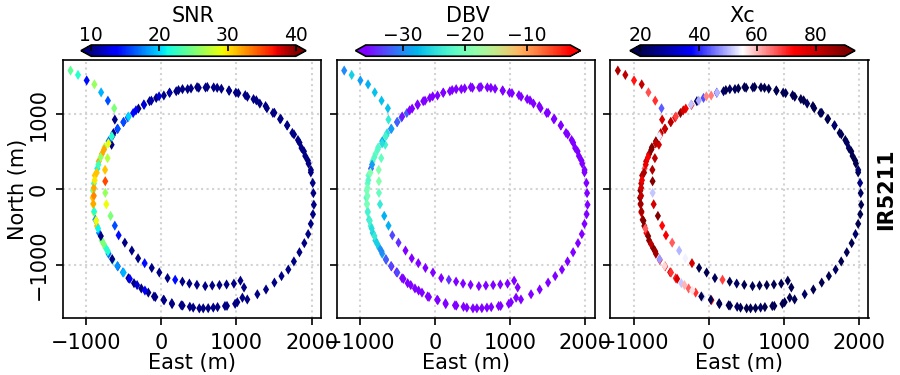 SNR DBV Xc
10 20 30 40 −30 −20 −10 20 40 60 80
1000
0
−1000
North (m)
IR5211
−1000 0 1000 2000 −1000 0 1000 2000 −1000 0 1000 2000
East (m) East (m) East (m)